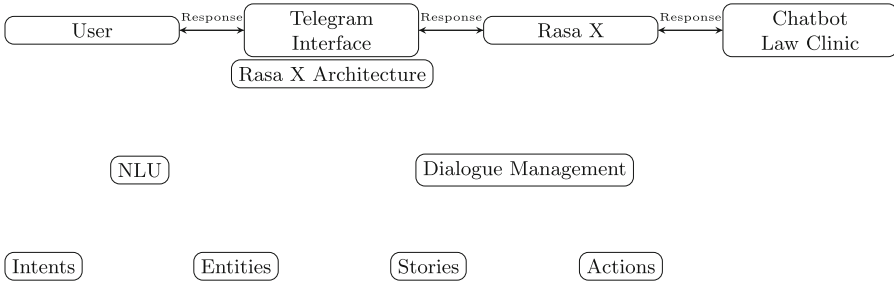 User
Response
Telegram
Interface
Response
Rasa X
Response
Chatbot
Law Clinic
Rasa X Architecture
NLU
Dialogue Management
Intents
Entities
Stories
Actions